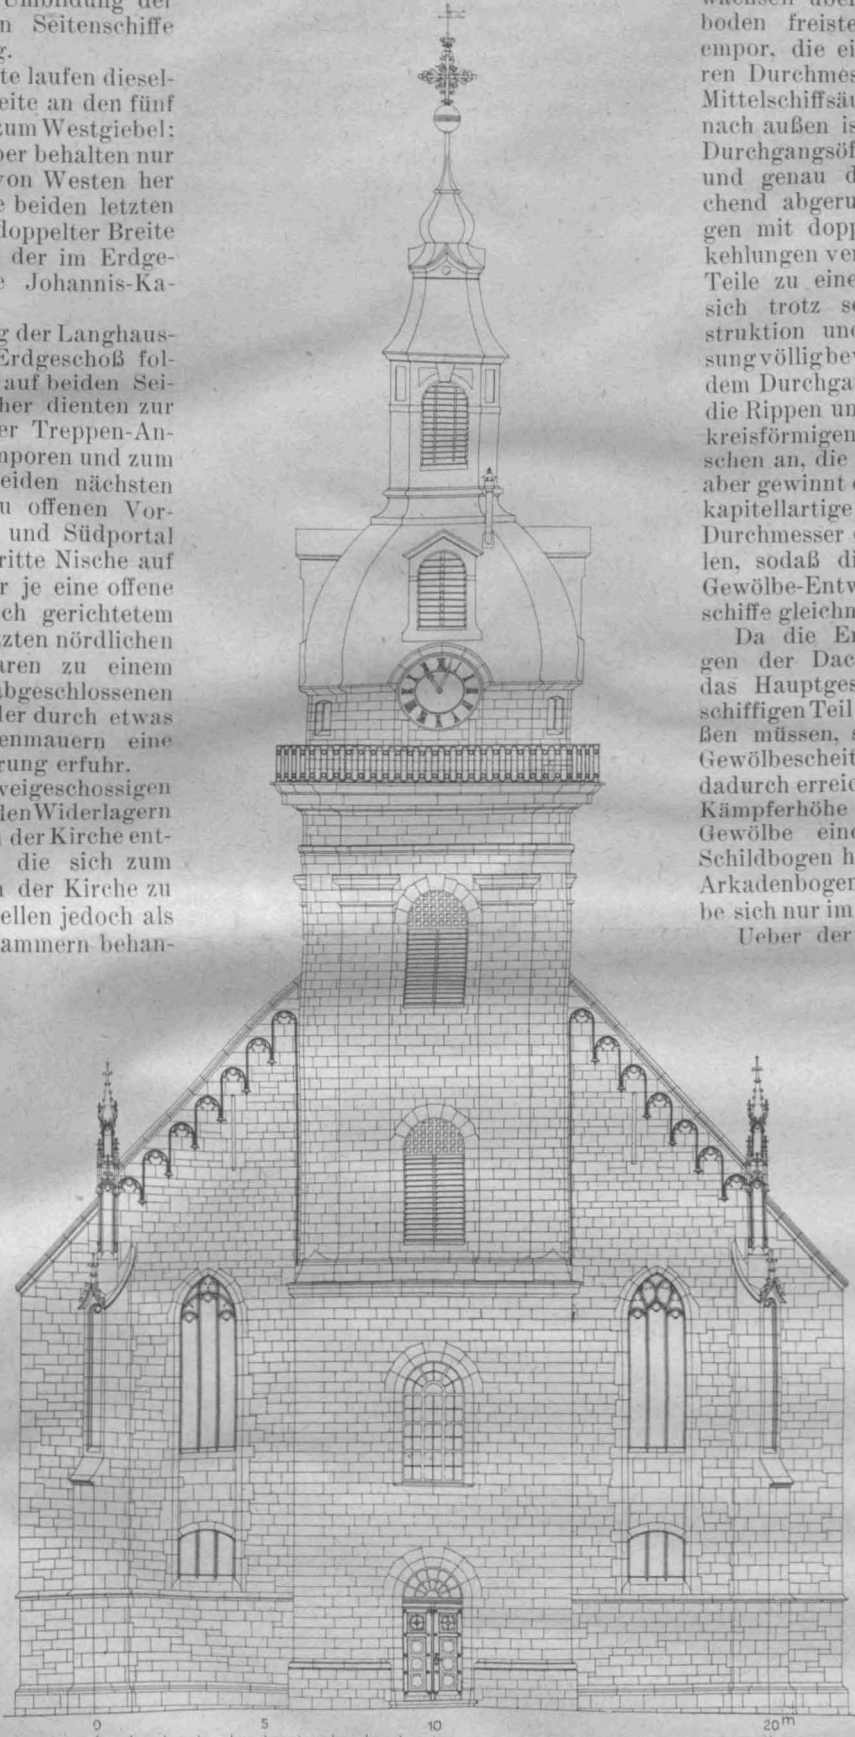 n Seitenschiffe
g.
te laufen diesel-
eite an den fünf
zum Westgiebel;
ber behalten nur
von Westen her
e beiden letzten
doppelter Breite
der im Erdge-
e Johannis-Ka-
g der Langhaus-
Erdgeschoß fol-
auf beiden Sei-
her dienten zur
er Treppen-An-
mporen und zum
eiden nächsten
u offenen Vor-
und Südportal
ritte Nische auf
r je eine offene
ch gerichtetem
tzten nördlichen
aren zu einem
abgeschlossenen
der durch etwas
enmauern eine
rung erfuhr.
weigeschossigen
den Widerlagern
n der Kirche ent-
die sich zum
n der Kirche zu
ellen jedoch als
ammern behan-
boden freiste
empor, die ei
ren Durchmes
Mittelschiffsäu
nach außen is
Durchgangsöf
und genau d
chend abgeru
gen mit dopp
kehlungen ver
Teile zu eine
sich trotz se
struktion und
sung völlig bew
dem Durchga
die Rippen un
kreisförmigen
schen an, die
aber gewinnt
kapitellartige
Durchmesser
len, sodaß di
Gewölbe-Entw
schiffe gleichm
Da die Er
gen der Dac
das Hauptges
schiffigen Teil
ßen müssen, s
Gewölbescheit
dadurch erreic
Kämpferhöhe
Gewölbe eine
Schildbogen h
Arkadenbogen
be sich nur im
Ueber der
0 5 10 20 m